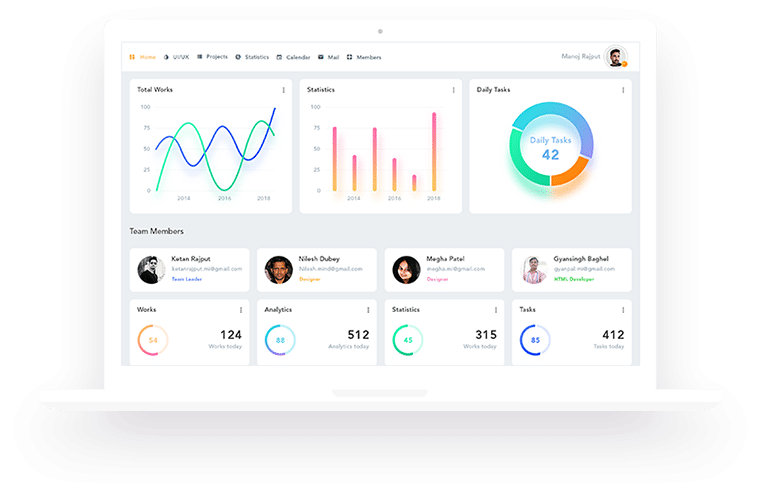 Home UI/UX Projects Statistics Calendar Mail Members Manoj Rajput
Total Works
100
75
50
25
0
2014 2016 2018
Statistics
100
75
50
25
0
2014 2016 2018
Daily Tasks
Daily Tasks
42
Team Members
Ketan Rajput
ketanrajput.mi@gmail.com
Team Leader
Nilesh Dubey
Nilesh.mind@gmail.com
Designer
Megha Patel
megha.mi@gmail.com
Designer
Gyansingh Baghel
gyanpal.mi@gmail.com
HTML Developer
Works
54
124
Works today
Analytics
88
512
Analytics today
Statistics
45
315
Works today
Tasks
85
412
Tasks today